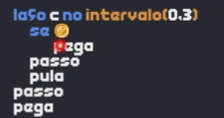 laço c no intervalo(0,3)
se
pega
passo
pula
passo
pega